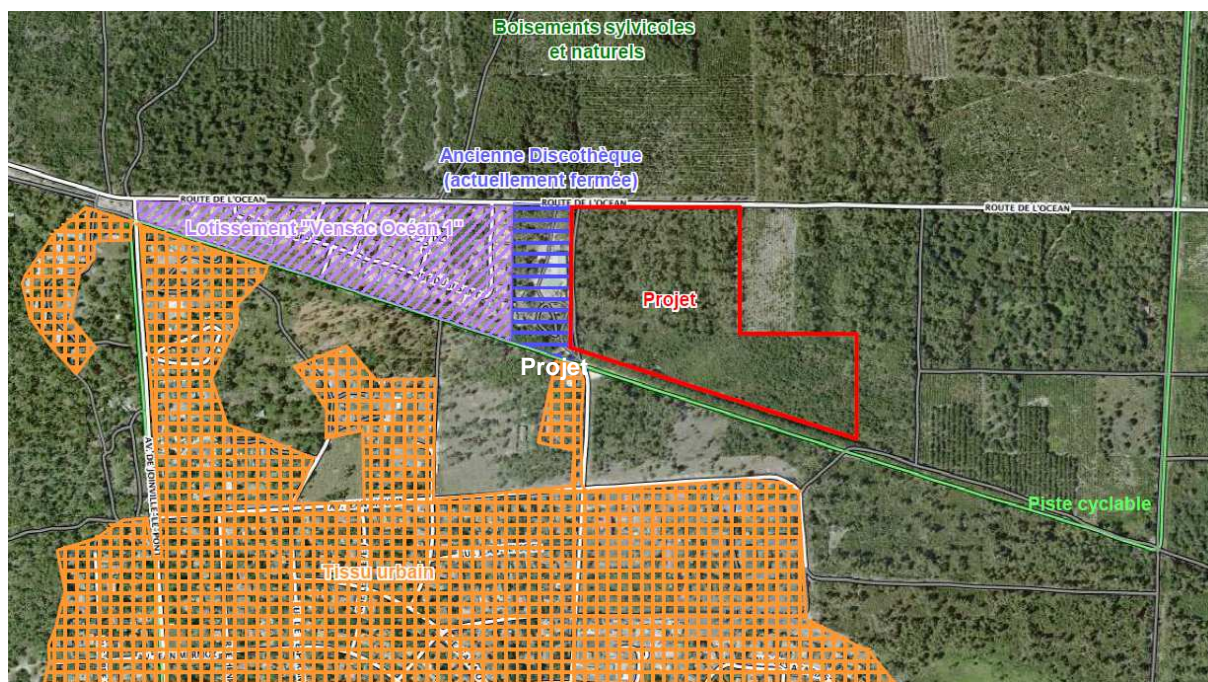 Boisements sylvicoles
et naturels
Ancienne Discothèque
(actuellement fermée)
ROUTE DE L'OCEAN
ROUTE DE L'OCEAN
ROUTE DE L'OCEAN
Lotissement "Vensac Océan 1"
Projet
Projet
AV. DE JOINVILLE-LE-PONT
Piste cyclable
Tissu urbain